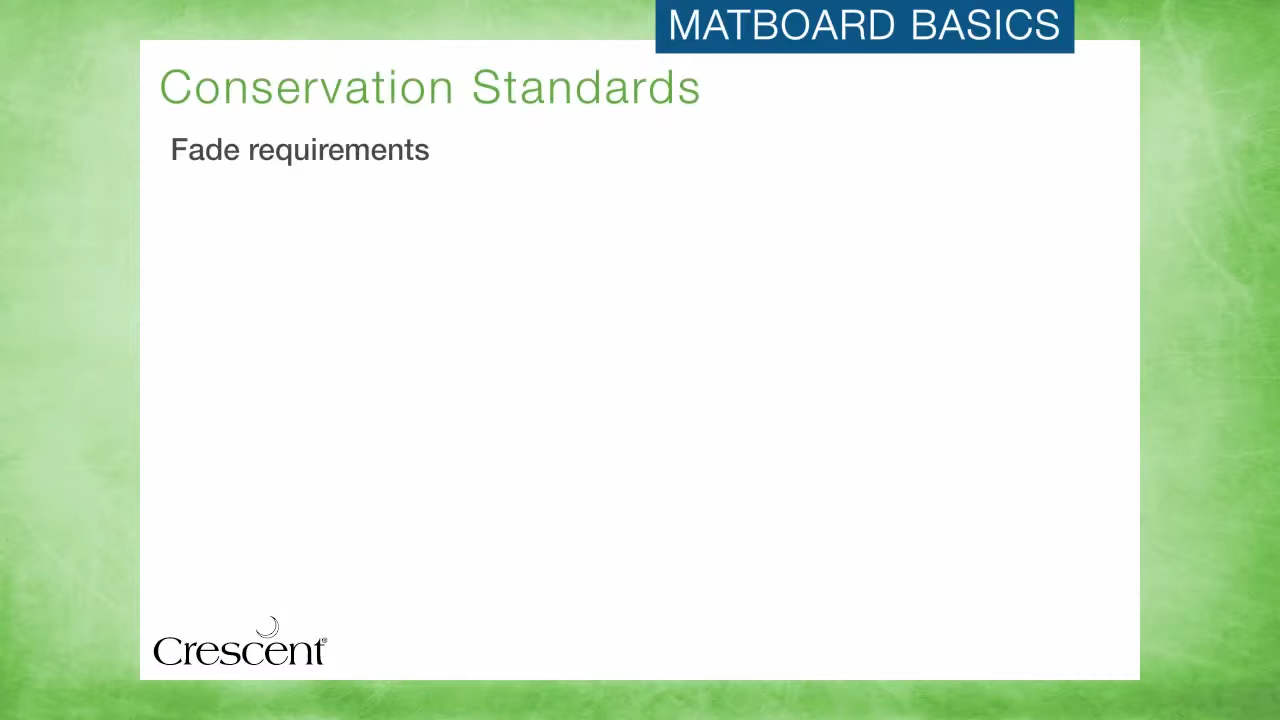 MATBOARD BASICS
Conservation Standards
Fade requirements
Crescent®